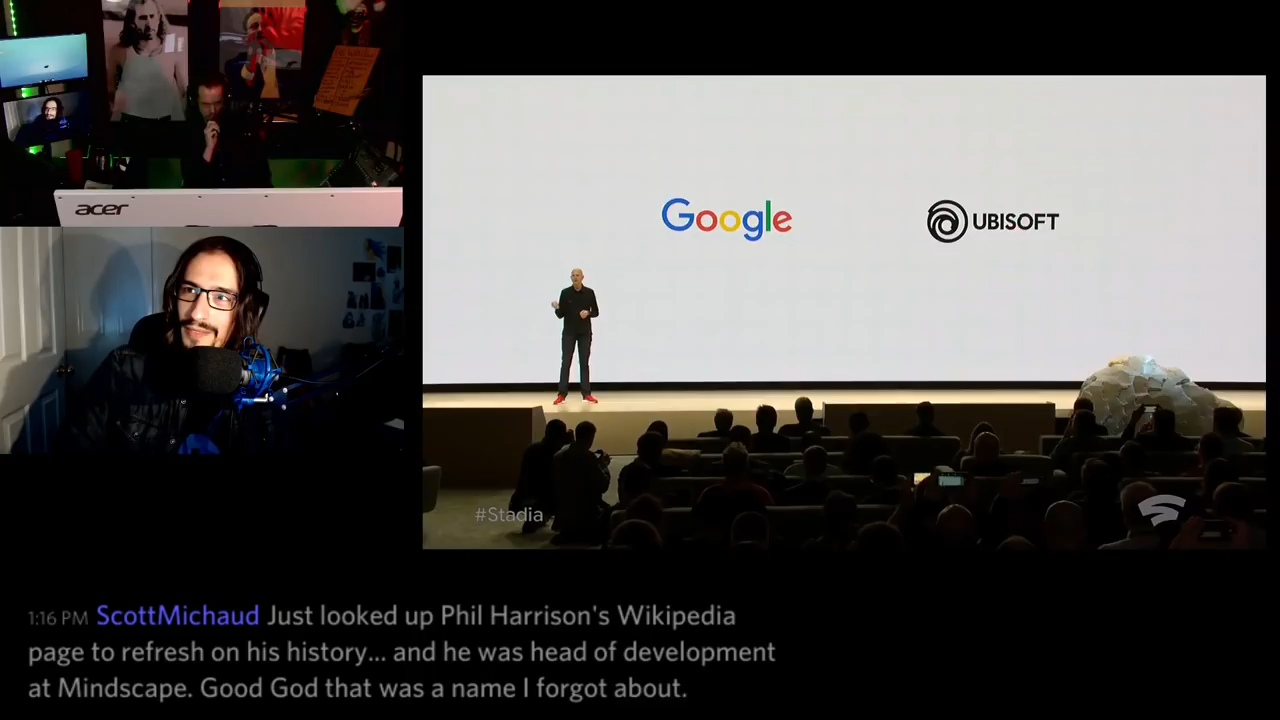 acer
Google
UBISOFT
#Stadia
1:16 PM ScottMichaud Just looked up Phil Harrison's Wikipedia
page to refresh on his history... and he was head of development
at Mindscape. Good God that was a name I forgot about.